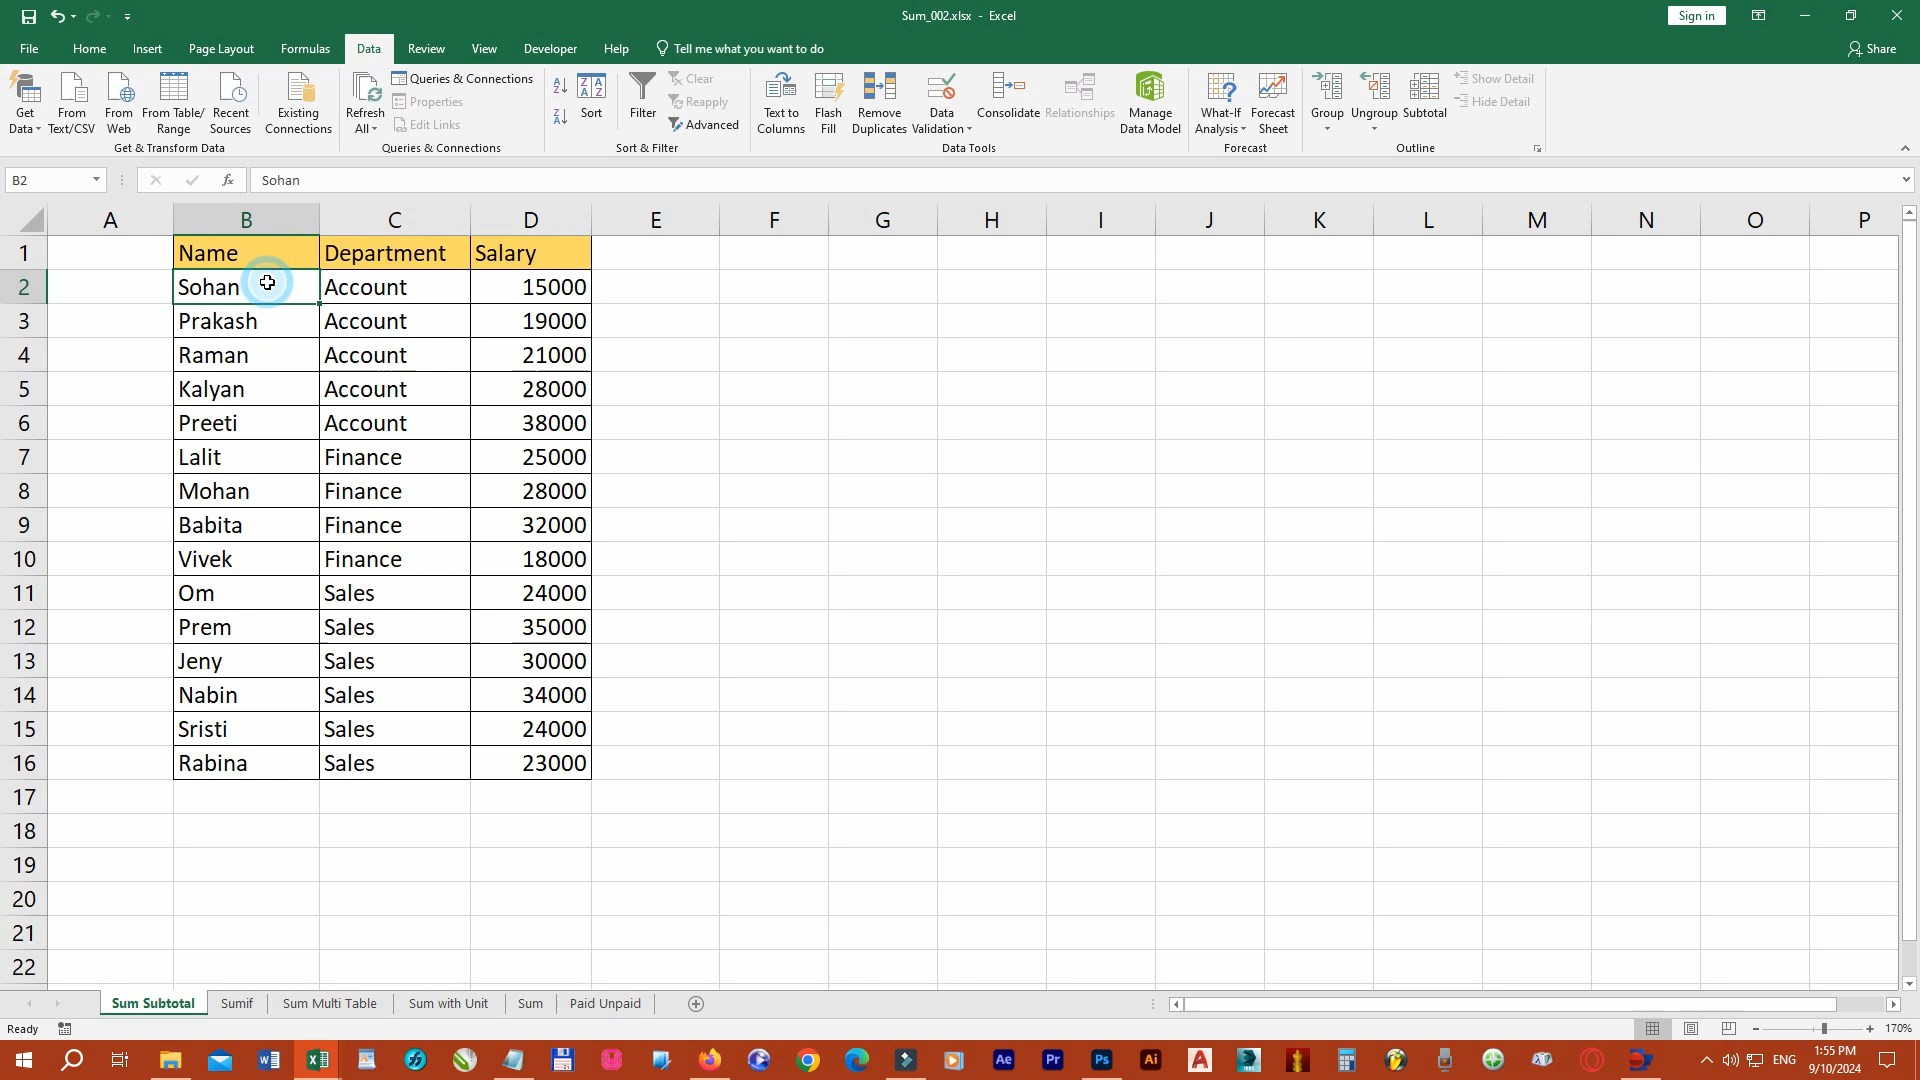 Sum_002.xlsx - Excel
Sign in
File Home Insert Page Layout Formulas Data Review View Developer Help Tell me what you want to do Share
Get Data
From Text/CSV
From Web
From Table/ Range
Recent Sources
Existing Connections
Get & Transform Data
Refresh All
Queries & Connections
Properties
Edit Links
Queries & Connections
Sort
Filter
Clear
Reapply
Advanced
Sort & Filter
Text to Columns
Flash Fill
Remove Duplicates
Data Validation
Consolidate
Relationships
Manage Data Model
Data Tools
What-If Analysis
Forecast Sheet
Forecast
Group
Ungroup
Subtotal
Show Detail
Hide Detail
Outline
B2 fx Sohan
A B C D E F G H I J K L M N O P
1 Name Department Salary
2 Sohan Account 15000
3 Prakash Account 19000
4 Raman Account 21000
5 Kalyan Account 28000
6 Preeti Account 38000
7 Lalit Finance 25000
8 Mohan Finance 28000
9 Babita Finance 32000
10 Vivek Finance 18000
11 Om Sales 24000
12 Prem Sales 35000
13 Jeny Sales 30000
14 Nabin Sales 34000
15 Sristi Sales 24000
16 Rabina Sales 23000
17
18
19
20
21
22
Sum Subtotal Sumif Sum Multi Table Sum with Unit Sum Paid Unpaid
Ready 170%
ENG 1:55 PM
9/10/2024